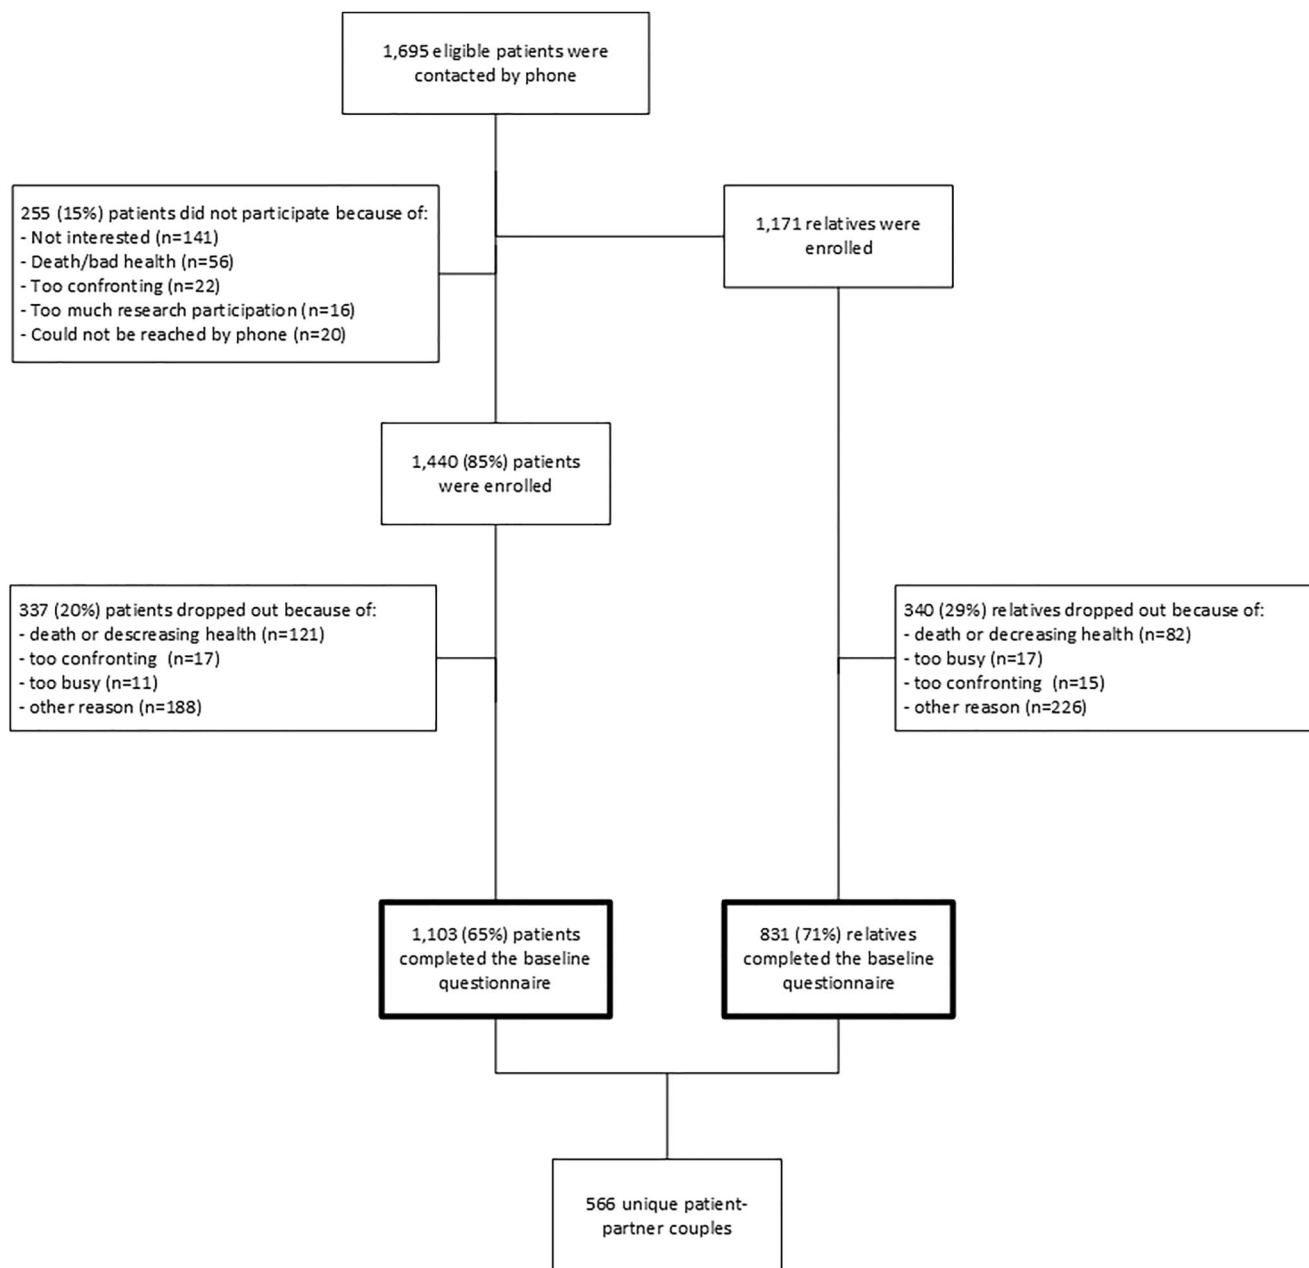 1,695 eligible patients were
contacted by phone
255 (15%) patients did not participate because of:
- Not interested (n=141)
- Death/bad health (n=56)
- Too confronting (n=22)
- Too much research participation (n=16)
- Could not be reached by phone (n=20)
1,171 relatives were
enrolled
1,440 (85%) patients
were enrolled
337 (20%) patients dropped out because of:
- death or descreasing health (n=121)
- too confronting (n=17)
- too busy (n=11)
- other reason (n=188)
340 (29%) relatives dropped out because of:
- death or decreasing health (n=82)
- too busy (n=17)
- too confronting (n=15)
- other reason (n=226)
1,103 (65%) patients
completed the baseline
questionnaire
831 (71%) relatives
completed the baseline
questionnaire
566 unique patient-
partner couples